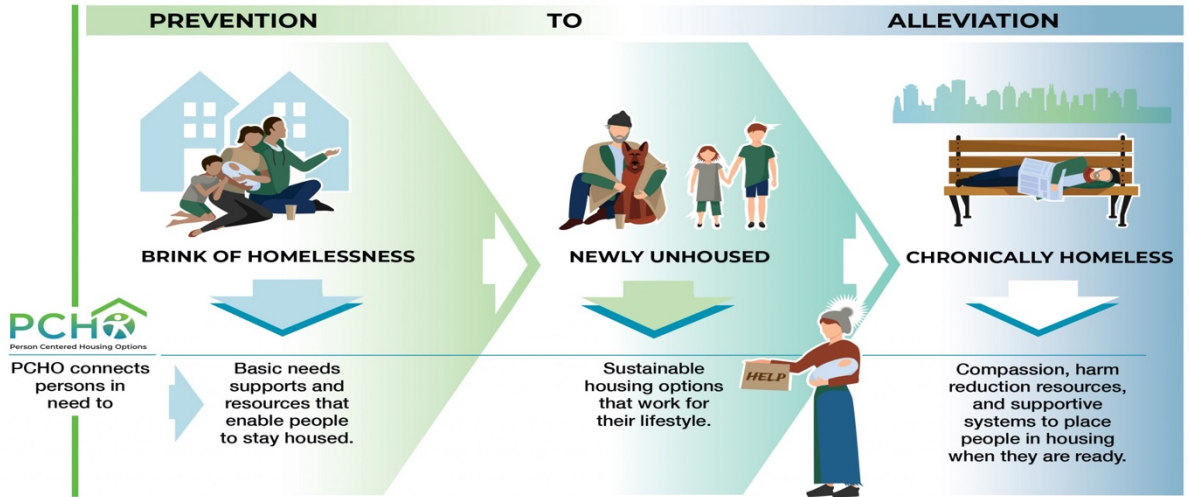 PREVENTION TO ALLEVIATION
BRINK OF HOMELESSNESS
NEWLY UNHOUSED
CHRONICALLY HOMELESS
PCHO
Person Centered Housing Options
PCHO connects
persons in
need to
Basic needs
supports and
resources that
enable people
to stay housed.
Sustainable
housing options
that work for
their lifestyle.
HELP
Compassion, harm
reduction resources,
and supportive
systems to place
people in housing
when they are ready.